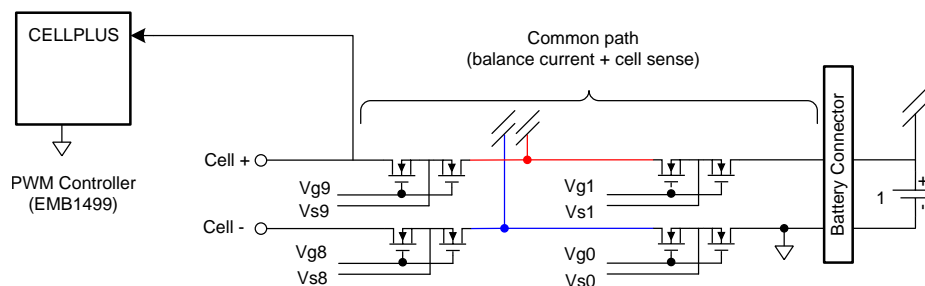 CELLPLUS
PWM Controller
(EMB1499)
Common path
(balance current + cell sense)
Cell +
Vg9
Vs9
Vg1
Vs1
Cell -
Vg8
Vs8
Vg0
Vs0
Battery Connector
1
+
-